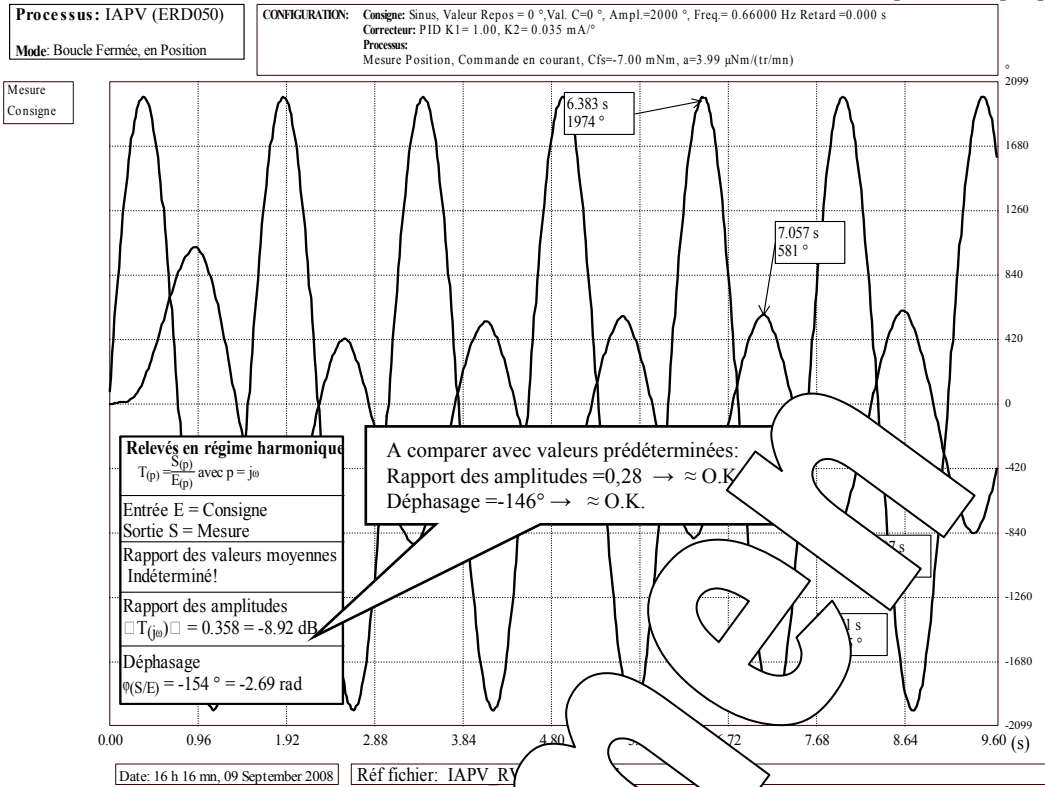 Processus: IAPV (ERD050)
Mode: Boucle Fermée, en Position
CONFIGURATION: Consigne: Sinus, Valeur Repos = 0 °,Val. C=0 °, Ampl.=2000 °, Freq.= 0.66000 Hz Retard =0.000 s
Correcteur: PID K1= 1.00, K2= 0.035 mA/°
Processus:
Mesure Position, Commande en courant, Cfs=-7.00 mNm, a=3.99 µNm/(tr/mn)
Mesure
Consigne
°
2099
1680
1260
840
420
0
-420
-840
-1260
-1680
-2099
6.383 s
1974 °
7.057 s
581 °
Relevés en régime harmonique
T(p) = S(p)/E(p) avec p = jω
Entrée E = Consigne
Sortie S = Mesure
Rapport des valeurs moyennes
Indéterminé!
Rapport des amplitudes
□T(jω)□ = 0.358 = -8.92 dB
Déphasage
φ(S/E) = -154 ° = -2.69 rad
A comparer avec valeurs prédéterminées:
Rapport des amplitudes =0,28 → ≈ O.K
Déphasage =-146° → ≈ O.K.
0.00 0.96 1.92 2.88 3.84 4.80 6.72 7.68 8.64 9.60 (s)
Date: 16 h 16 mn, 09 September 2008
Réf fichier: IAPV_RV
men